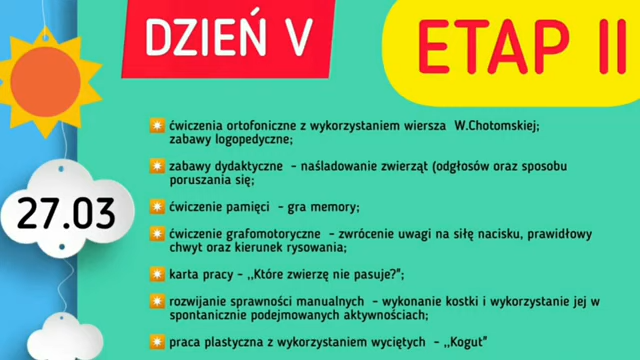 DZIEŃ V
ETAP II
ćwiczenia ortofoniczne z wykorzystaniem wiersza W.Chotomskiej;
zabawy logopedyczne;
zabawy dydaktyczne - naśladowanie zwierząt (odgłosów oraz sposobu
poruszania się;
27.03
ćwiczenie pamięci - gra memory;
ćwiczenie grafomotoryczne - zwrócenie uwagi na siłę nacisku, prawidłowy
chwyt oraz kierunek rysowania;
karta pracy - ,,Które zwierzę nie pasuje?";
rozwijanie sprawności manualnych - wykonanie kostki i wykorzystanie jej w
spontanicznie podejmowanych aktywnościach;
praca plastyczna z wykorzystaniem wyciętych - ,,Kogut"